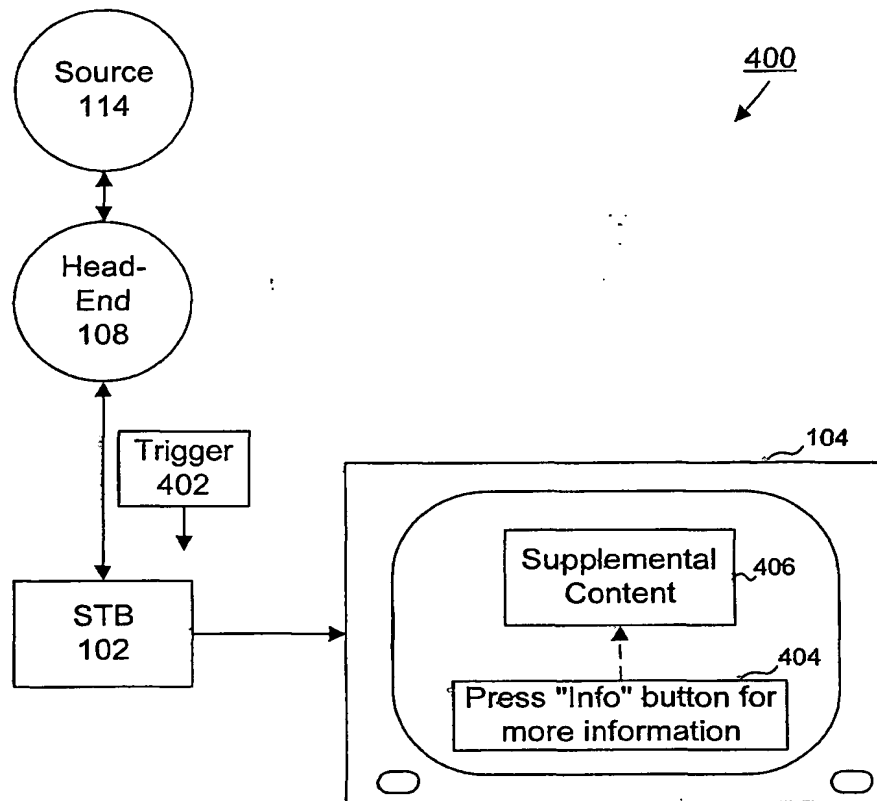 Source
114
400
Head-
End
108
Trigger
402
104
STB
102
Supplemental
Content
406
404
Press "Info" button for
more information